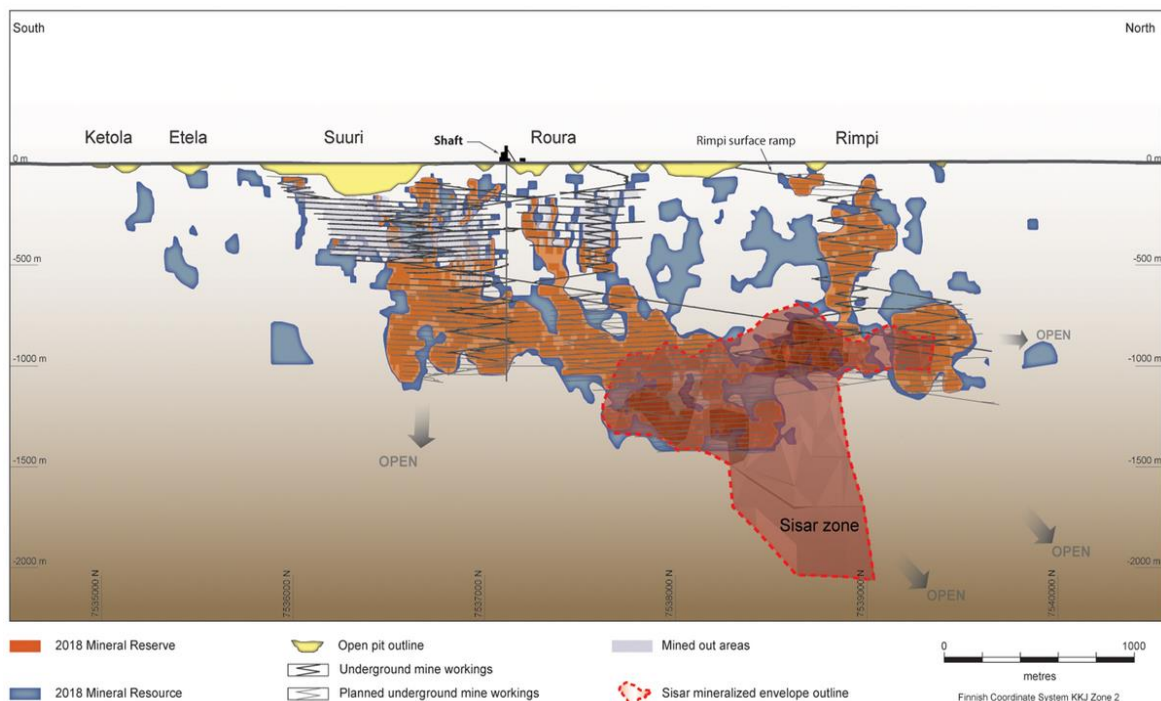 South
North
Ketola
Etela
Suuri
Shaft
Roura
Rimpi surface ramp
Rimpi
0 m
0 m
-500 m
-500 m
OPEN
-1000 m
-1000 m
OPEN
-1500 m
-1500 m
Sisar zone
OPEN
-2000 m
-2000 m
OPEN
7535000 N
7536000 N
7537000 N
7538000 N
7539000 N
7540000 N
2018 Mineral Reserve
Open pit outline
Mined out areas
0
1000
Underground mine workings
metres
2018 Mineral Resource
Planned underground mine workings
Sisar mineralized envelope outline
Finnish Coordinate System KKJ Zone 2